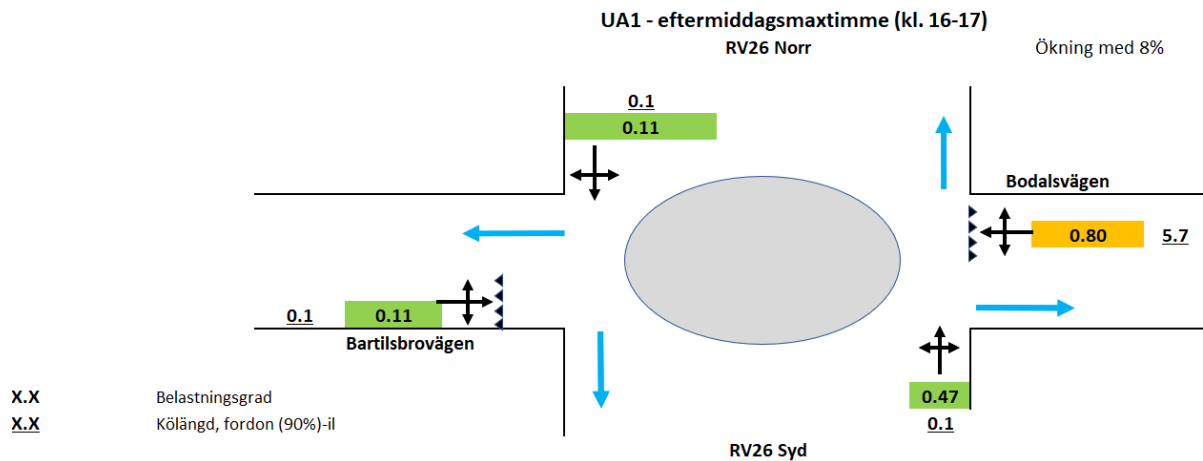 UA1 - eftermiddagsmaxtimme (kl. 16-17)
RV26 Norr
Ökning med 8%
0.1
0.11
Bodalsvägen
0.80
5.7
0.1
0.11
Bartilsbrovägen
0.47
0.1
X.X Belastningsgrad
X.X Kölängd, fordon (90%)-il
RV26 Syd